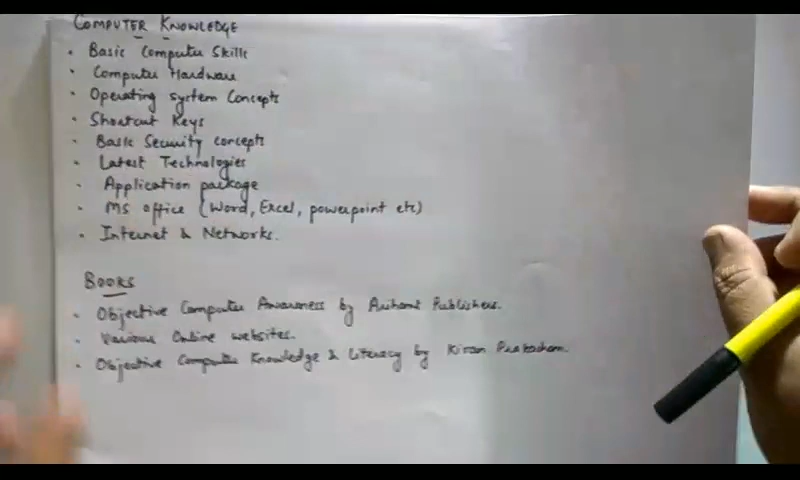 COMPUTER KNOWLEDGE
• Basic Computer Skills
• Computer Hardware
• Operating system Concepts
• Shortcut Keys
• Basic Security concepts
• Latest Technologies
• Application package
• MS office (Word, Excel, powerpoint etc)
• Internet & Networks.
BOOKS
• Objective Computer Awareness by Arihant Publishers.
• Various Online websites.
• Objective Computer Knowledge & Literacy by Kiran Prakashan.